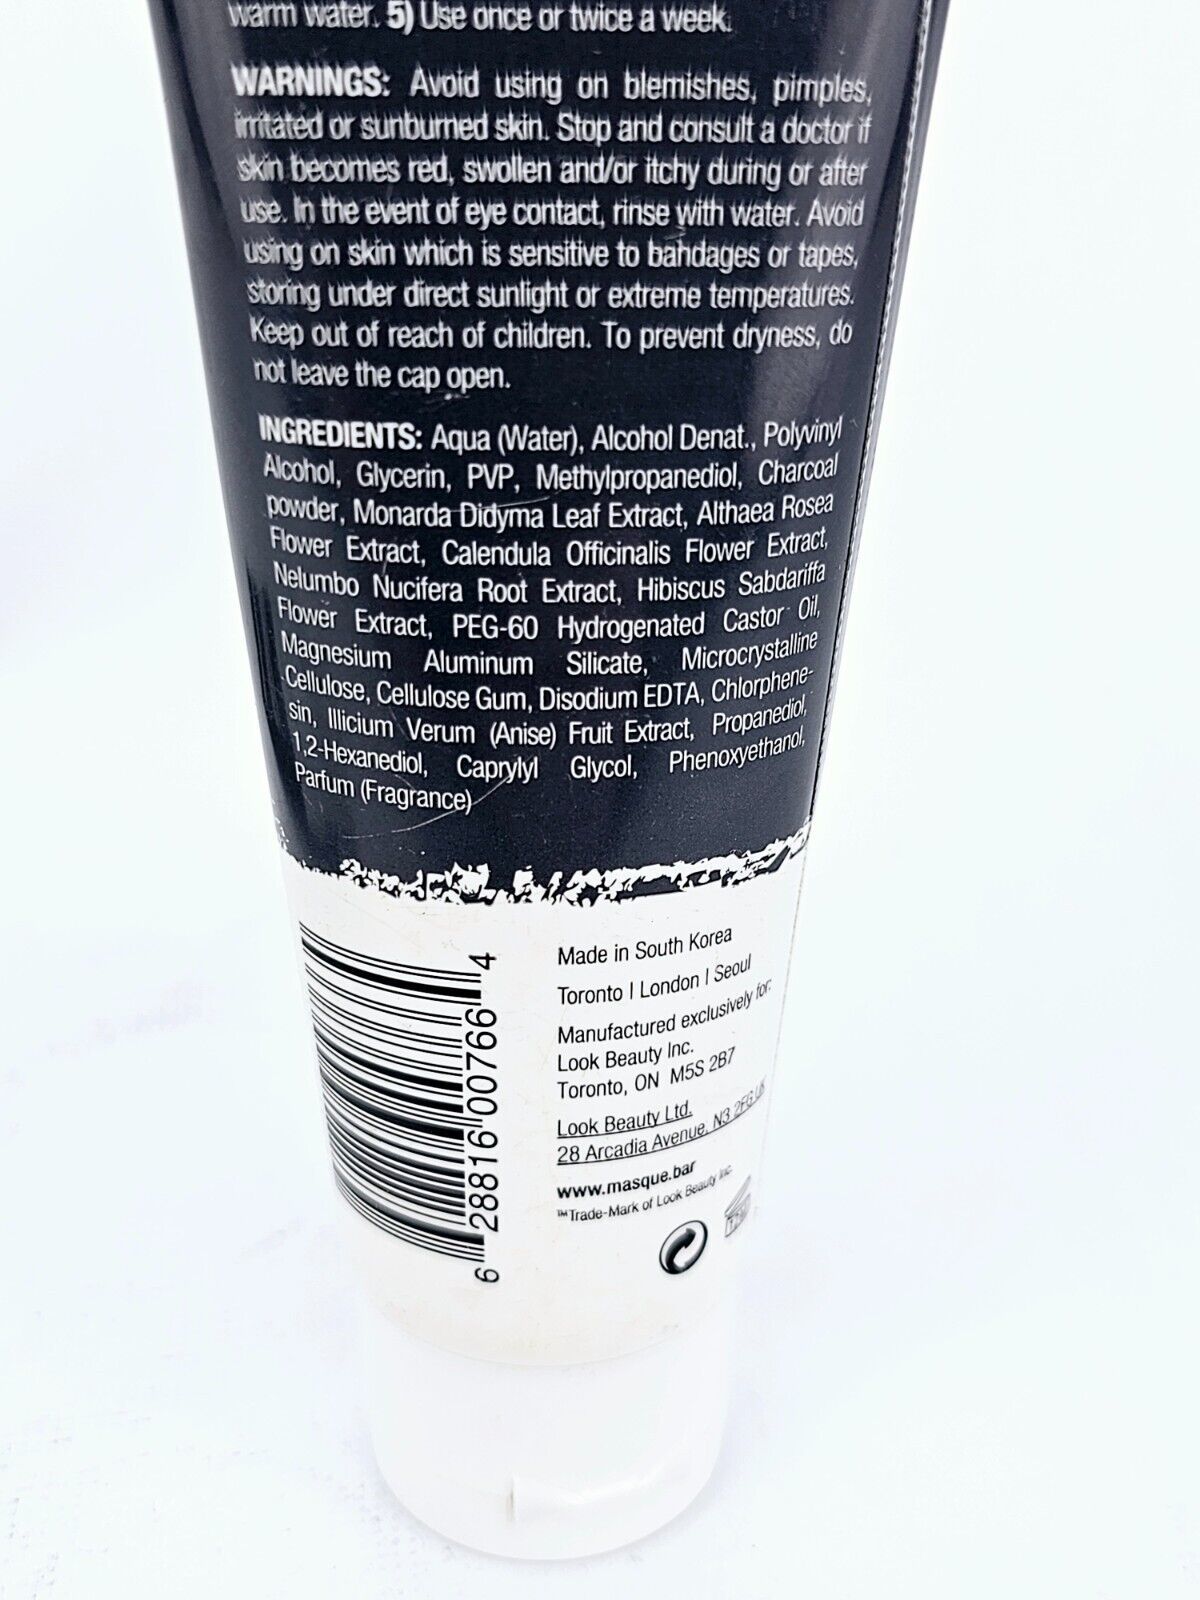 warm water. 5) Use once or twice a week.
WARNINGS: Avoid using on blemishes, pimples,
irritated or sunburned skin. Stop and consult a doctor if
skin becomes red, swollen and/or itchy during or after
use. In the event of eye contact, rinse with water. Avoid
using on skin which is sensitive to bandages or tapes,
storing under direct sunlight or extreme temperatures.
Keep out of reach of children. To prevent dryness, do
not leave the cap open.
INGREDIENTS: Aqua (Water), Alcohol Denat., Polyvinyl
Alcohol, Glycerin, PVP, Methylpropanediol, Charcoal
powder, Monarda Didyma Leaf Extract, Althaea Rosea
Flower Extract, Calendula Officinalis Flower Extract,
Nelumbo Nucifera Root Extract, Hibiscus Sabdariffa
Flower Extract, PEG-60 Hydrogenated Castor Oil,
Magnesium Aluminum Silicate, Microcrystalline
Cellulose, Cellulose Gum, Disodium EDTA, Chlorphene-
sin, Illicium Verum (Anise) Fruit Extract, Propanediol,
1,2-Hexanediol, Caprylyl Glycol, Phenoxyethanol,
Parfum (Fragrance)
6 28816 00766 4
Made in South Korea
Toronto | London | Seoul
Manufactured exclusively for:
Look Beauty Inc.
Toronto, ON M5S 2B7
Look Beauty Ltd.
28 Arcadia Avenue, N3 2FG UK
www.masque.bar
™Trade-Mark of Look Beauty Inc.